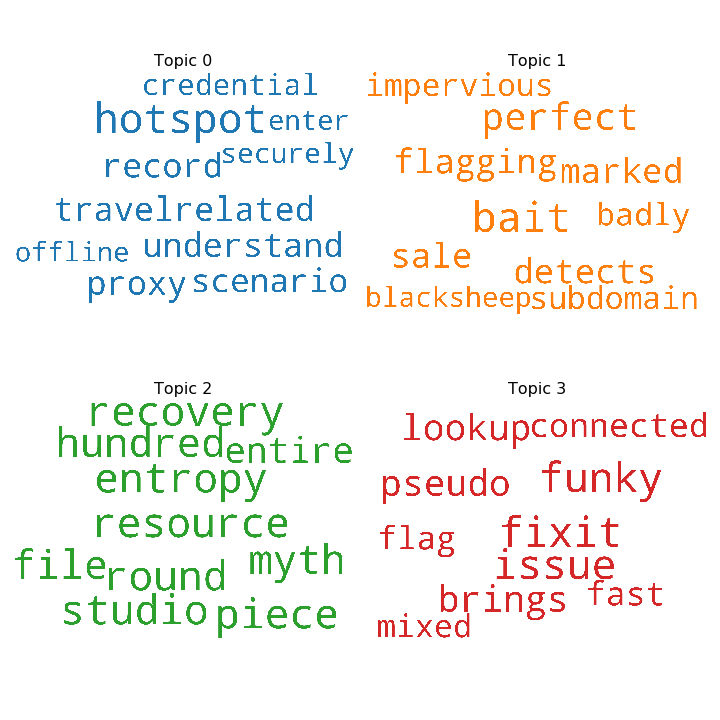 Topic 0
credential
hotspot enter
record securely
travelrelated
offline understand
proxy scenario
Topic 1
impervious
perfect
flagging marked
bait badly
sale detects
blacksheep subdomain
Topic 2
recovery
hundred entire
entropy
resource
file round myth
studio piece
Topic 3
lookup connected
pseudo funky
flag fixit
issue
brings fast
mixed